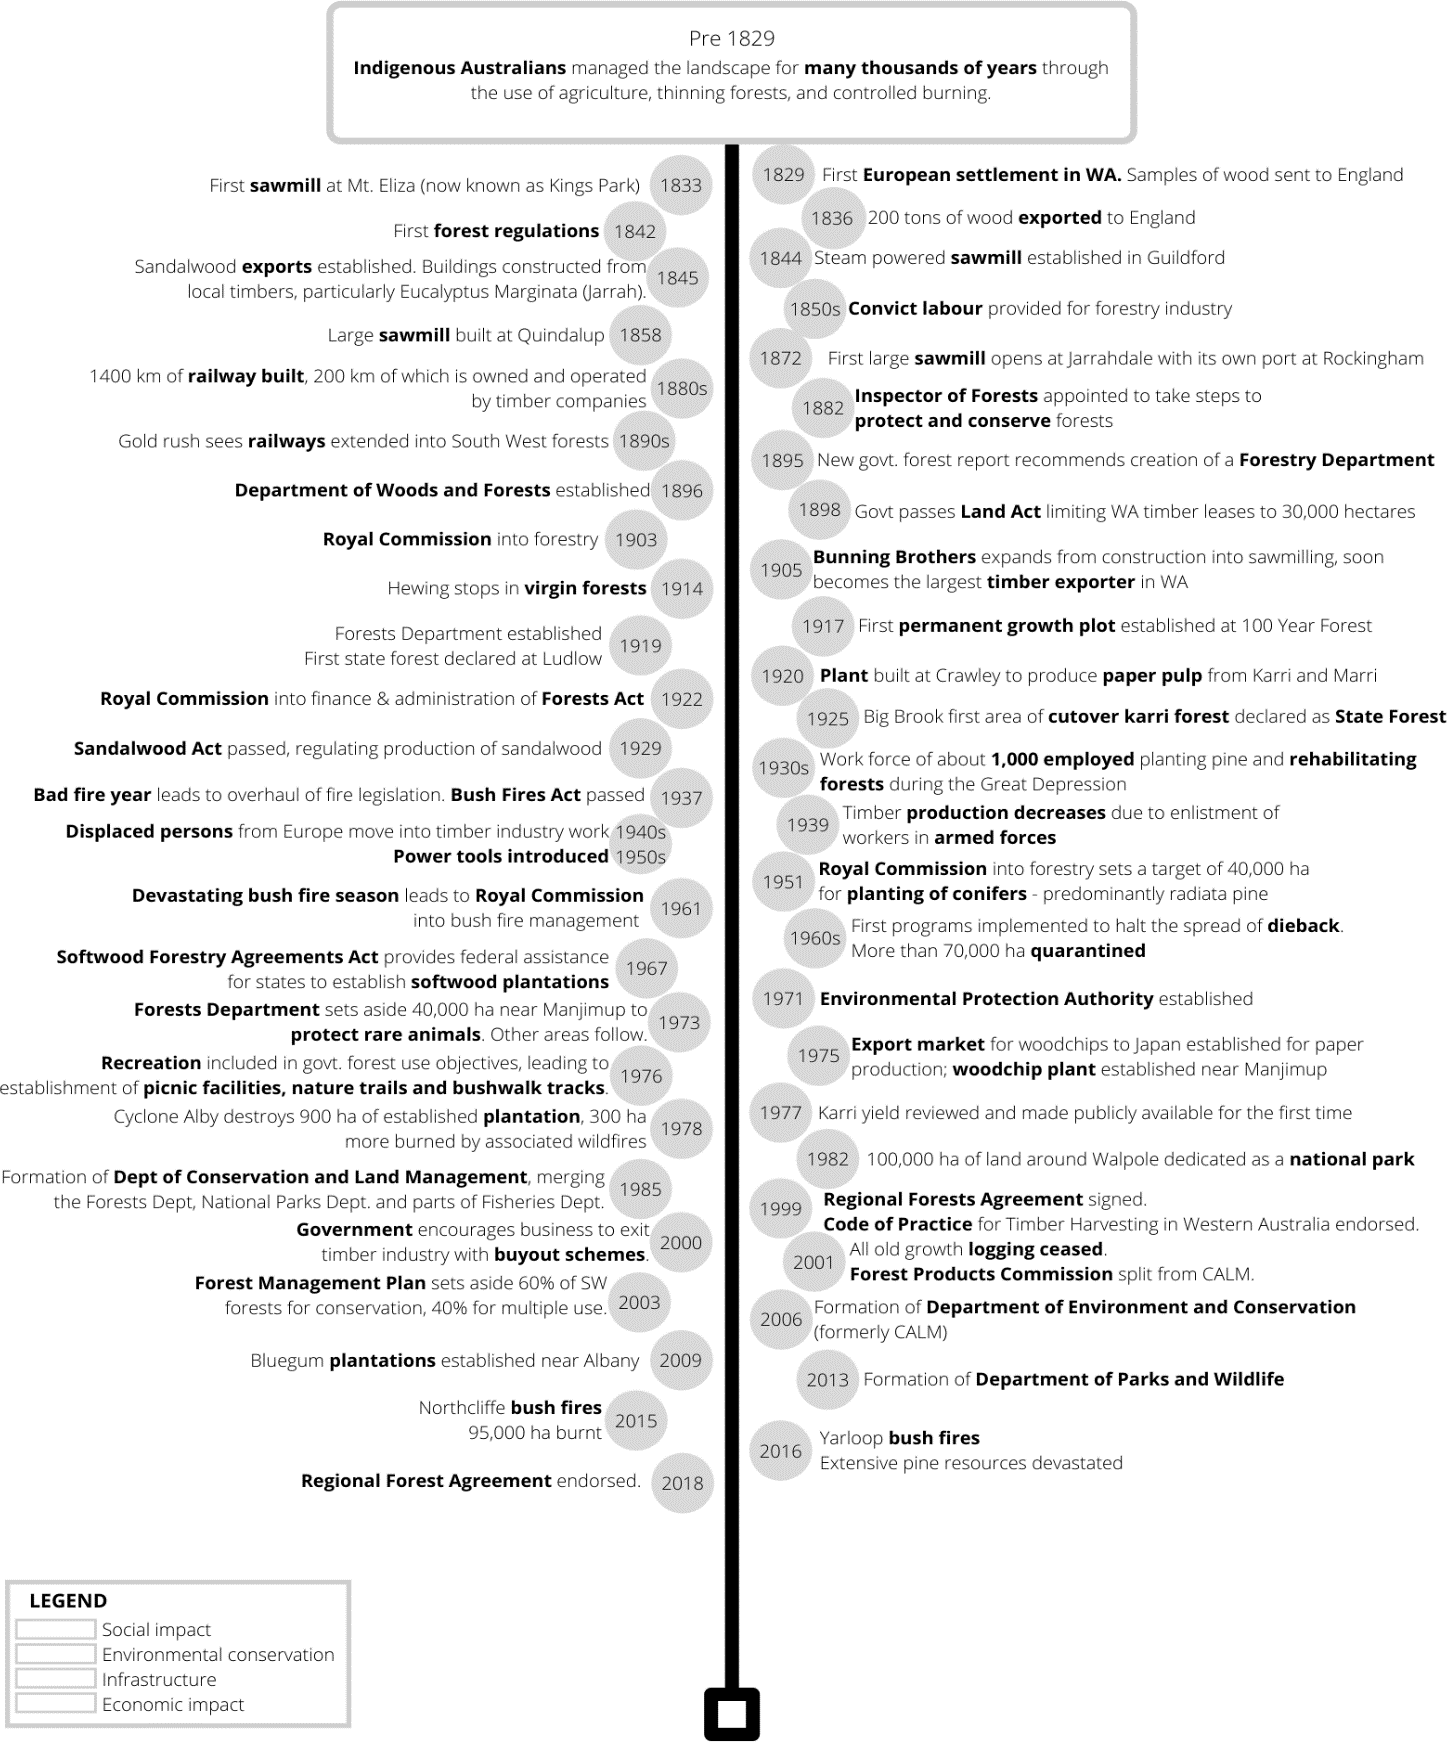 Pre 1829
Indigenous Australians managed the landscape for many thousands of years through
the use of agriculture, thinning forests, and controlled burning.
First sawmill at Mt. Eliza (now known as Kings Park) 1833
First forest regulations 1842
Sandalwood exports established. Buildings constructed from
local timbers, particularly Eucalyptus Marginata (Jarrah).
1845
Large sawmill built at Quindalup 1858
1400 km of railway built, 200 km of which is owned and operated
by timber companies
1880s
Gold rush sees railways extended into South West forests 1890s
Department of Woods and Forests established 1896
Royal Commission into forestry 1903
Hewing stops in virgin forests 1914
Forests Department established
First state forest declared at Ludlow
1919
Royal Commission into finance & administration of Forests Act 1922
Sandalwood Act passed, regulating production of sandalwood 1929
Bad fire year leads to overhaul of fire legislation. Bush Fires Act passed 1937
Displaced persons from Europe move into timber industry work 1940s
Power tools introduced 1950s
Devastating bush fire season leads to Royal Commission
into bush fire management
1961
Softwood Forestry Agreements Act provides federal assistance
for states to establish softwood plantations
1967
Forests Department sets aside 40,000 ha near Manjimup to
protect rare animals. Other areas follow.
1973
Recreation included in govt. forest use objectives, leading to
establishment of picnic facilities, nature trails and bushwalk tracks.
1976
Cyclone Alby destroys 900 ha of established plantation, 300 ha
more burned by associated wildfires
1978
Formation of Dept of Conservation and Land Management, merging
the Forests Dept, National Parks Dept. and parts of Fisheries Dept.
1985
Government encourages business to exit
timber industry with buyout schemes.
2000
Forest Management Plan sets aside 60% of SW
forests for conservation, 40% for multiple use.
2003
Bluegum plantations established near Albany 2009
Northcliffe bush fires
95,000 ha burnt
2015
Regional Forest Agreement endorsed. 2018
1829 First European settlement in WA. Samples of wood sent to England
1836 200 tons of wood exported to England
1844 Steam powered sawmill established in Guildford
1850s Convict labour provided for forestry industry
1872 First large sawmill opens at Jarrahdale with its own port at Rockingham
1882
Inspector of Forests appointed to take steps to
protect and conserve forests
1895 New govt. forest report recommends creation of a Forestry Department
1898 Govt passes Land Act limiting WA timber leases to 30,000 hectares
1905
Bunning Brothers expands from construction into sawmilling, soon
becomes the largest timber exporter in WA
1917 First permanent growth plot established at 100 Year Forest
1920 Plant built at Crawley to produce paper pulp from Karri and Marri
1925 Big Brook first area of cutover karri forest declared as State Forest
1930s
Work force of about 1,000 employed planting pine and rehabilitating
forests during the Great Depression
1939
Timber production decreases due to enlistment of
workers in armed forces
1951
Royal Commission into forestry sets a target of 40,000 ha
for planting of conifers - predominantly radiata pine
1960s
First programs implemented to halt the spread of dieback.
More than 70,000 ha quarantined
1971 Environmental Protection Authority established
1975
Export market for woodchips to Japan established for paper
production; woodchip plant established near Manjimup
1977 Karri yield reviewed and made publicly available for the first time
1982 100,000 ha of land around Walpole dedicated as a national park
1999
Regional Forests Agreement signed.
Code of Practice for Timber Harvesting in Western Australia endorsed.
2001
All old growth logging ceased.
Forest Products Commission split from CALM.
2006
Formation of Department of Environment and Conservation
(formerly CALM)
2013 Formation of Department of Parks and Wildlife
2016
Yarloop bush fires
Extensive pine resources devastated
LEGEND
Social impact
Environmental conservation
Infrastructure
Economic impact